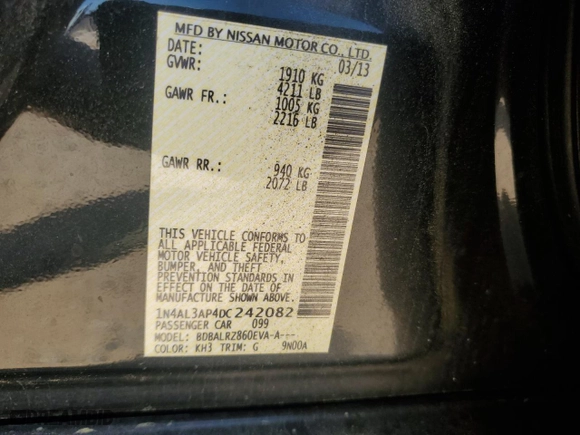 MFD BY NISSAN MOTOR CO., LTD.
DATE: 03/13
GVWR: 1910 KG
4211 LB
GAWR FR.: 1005 KG
2216 LB
GAWR RR.: 940 KG
2072 LB
THIS VEHICLE CONFORMS TO
ALL APPLICABLE FEDERAL
MOTOR VEHICLE SAFETY,
BUMPER, AND THEFT
PREVENTION STANDARDS IN
EFFECT ON THE DATE OF
MANUFACTURE SHOWN ABOVE.
1N4AL3AP4DC242082
PASSENGER CAR 099
MODEL: BDBALRZ860EVA-A---
COLOR: KH3 TRIM: G 9N00A